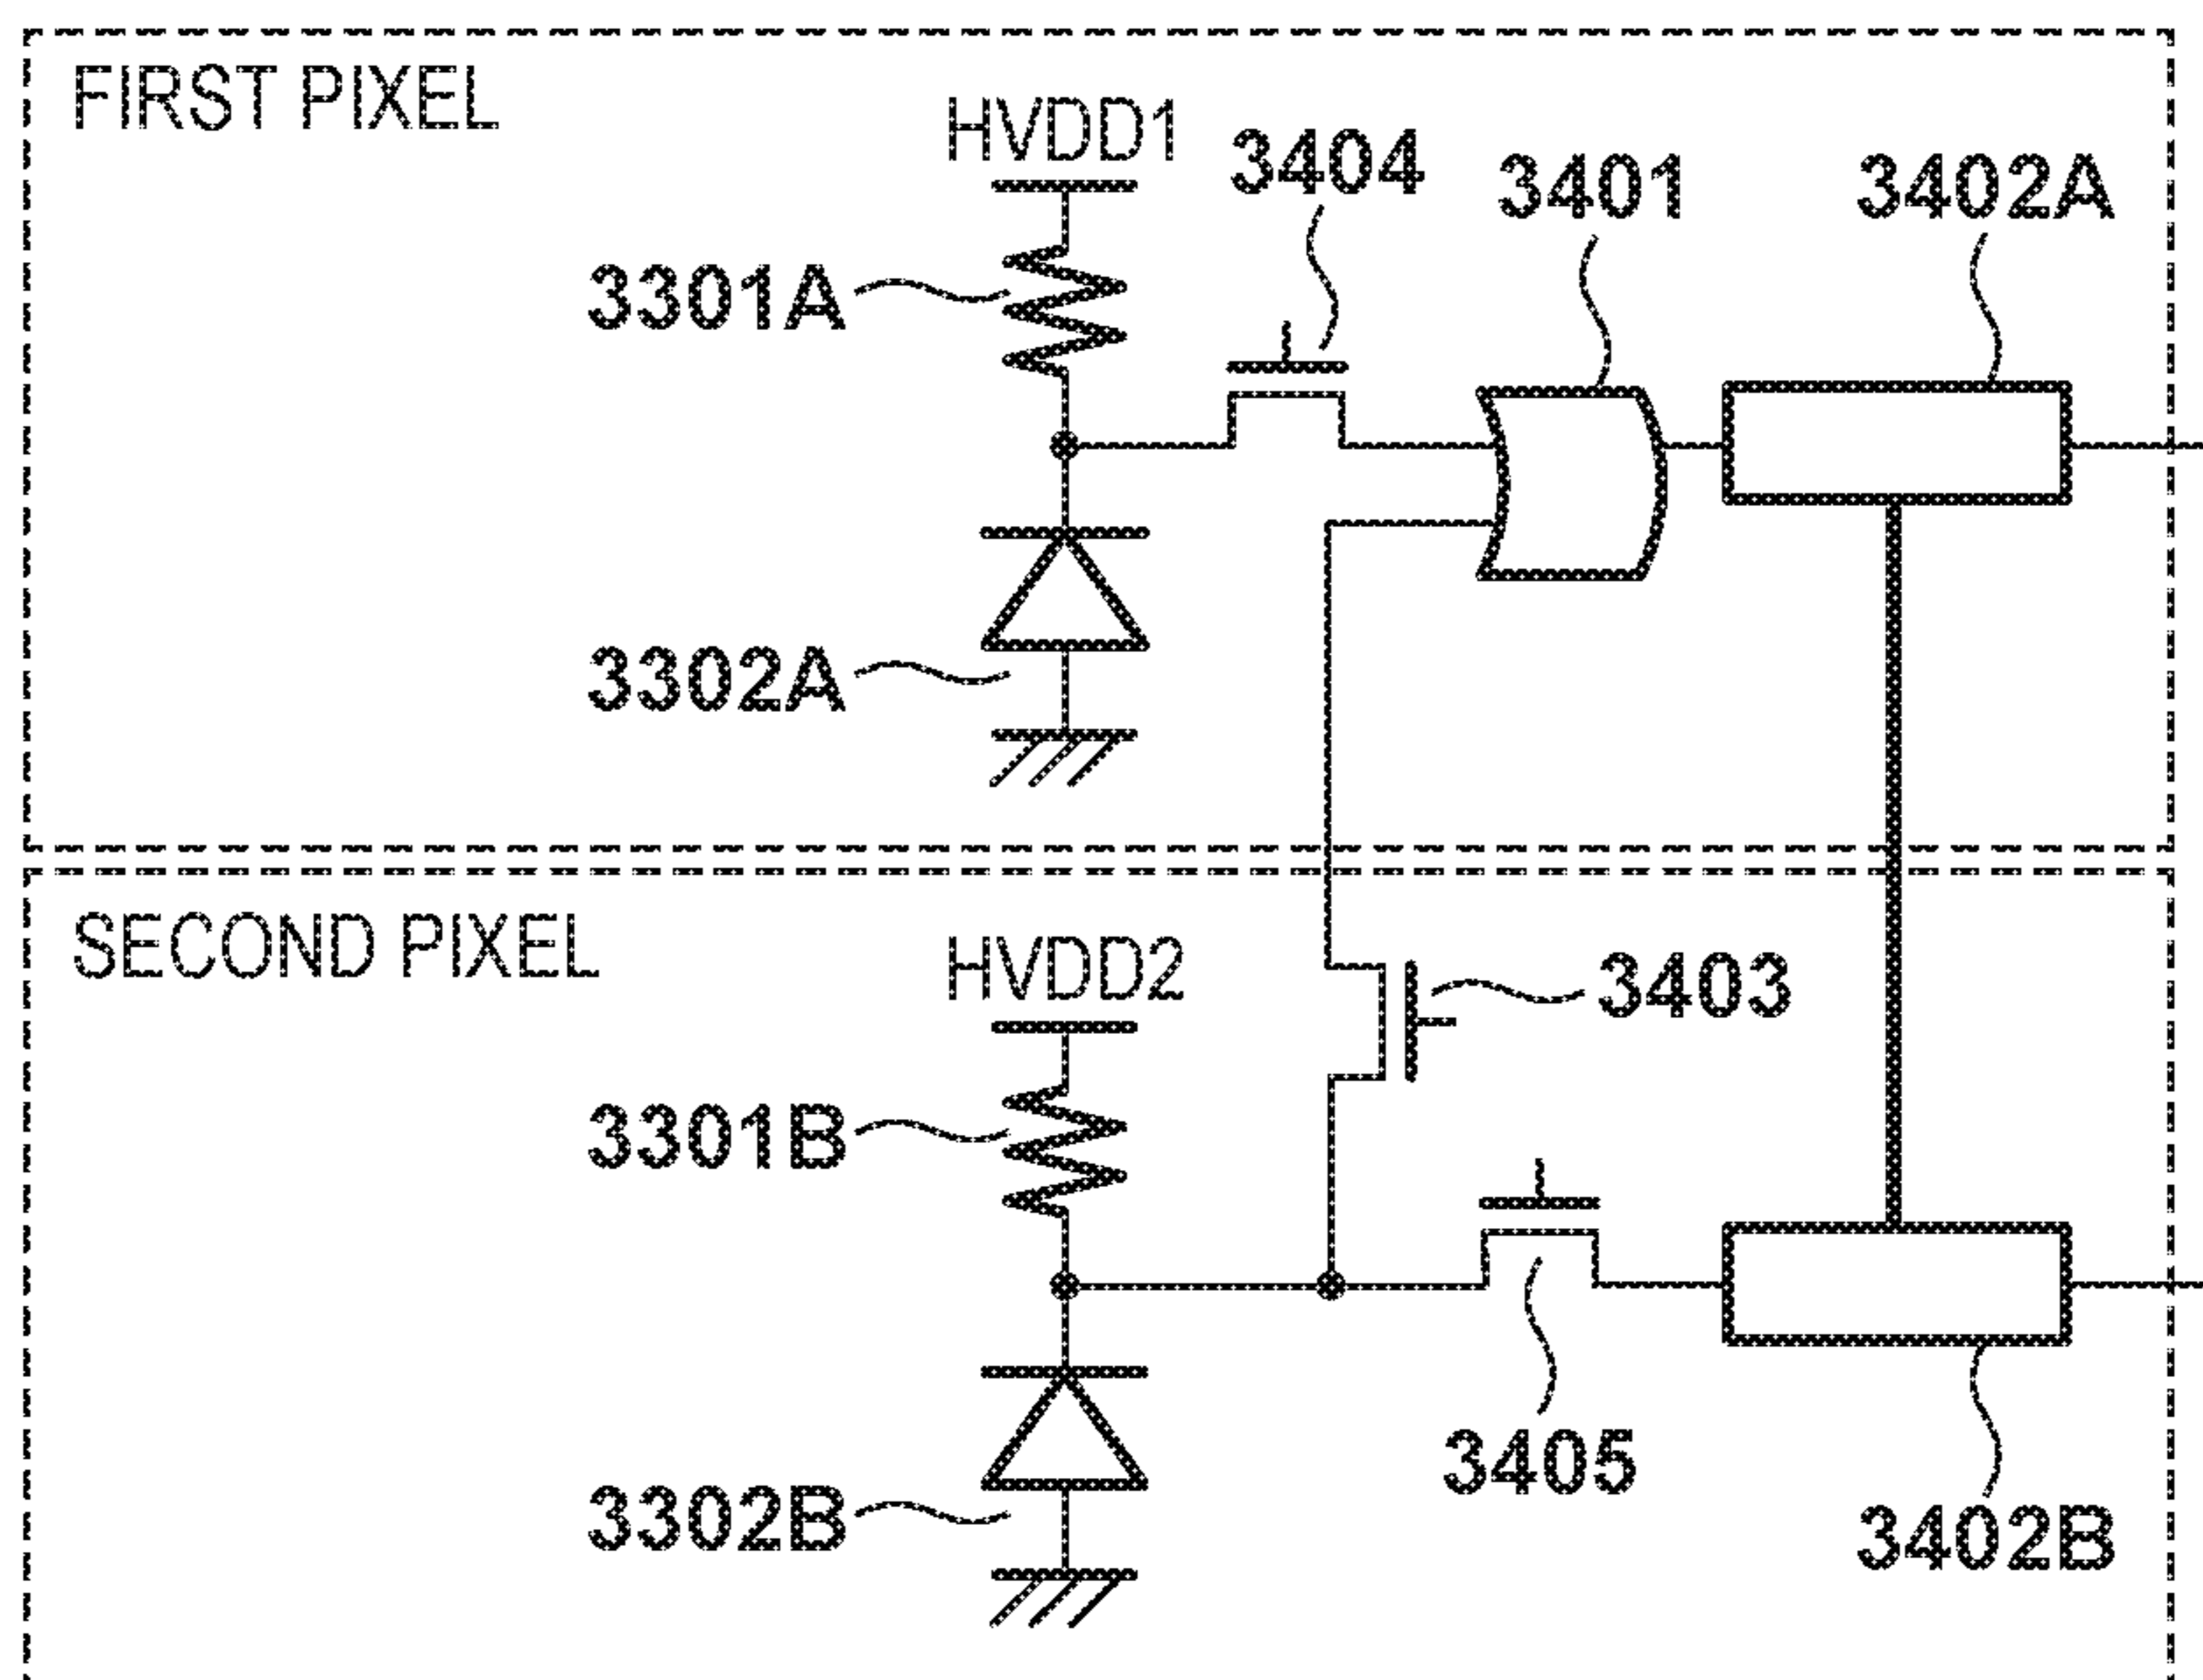 FIRST PIXEL
HVDD1
3404
3401
3402A
3301A
3302A
SECOND PIXEL
HVDD2
3403
3301B
3405
3302B
3402B